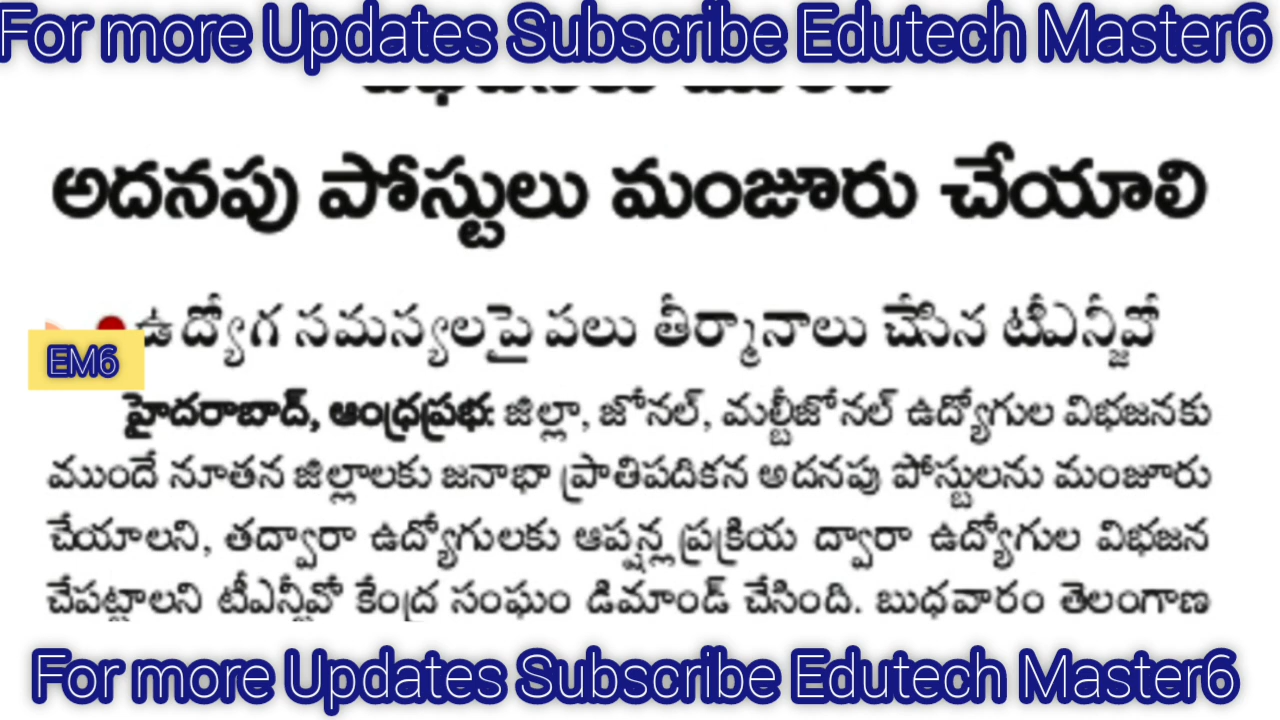 For more Updates Subscribe Edutech Master6
అదనపు పోస్టులు మంజూరు చేయాలి
ఉద్యోగ సమస్యలపై పలు తీర్మానాలు చేసిన టీఎన్జీవో
EM6
హైదరాబాద్, ఆంధ్రప్రభ: జిల్లా, జోనల్, మల్టీజోనల్ ఉద్యోగుల విభజనకు
ముందే నూతన జిల్లాలకు జనాభా ప్రాతిపదికన అదనపు పోస్టులను మంజూరు
చేయాలని, తద్వారా ఉద్యోగులకు ఆప్షన్ల ప్రక్రియ ద్వారా ఉద్యోగుల విభజన
చేపట్టాలని టీఎన్జీవో కేంద్ర సంఘం డిమాండ్ చేసింది. బుధవారం తెలంగాణ
For more Updates Subscribe Edutech Master6